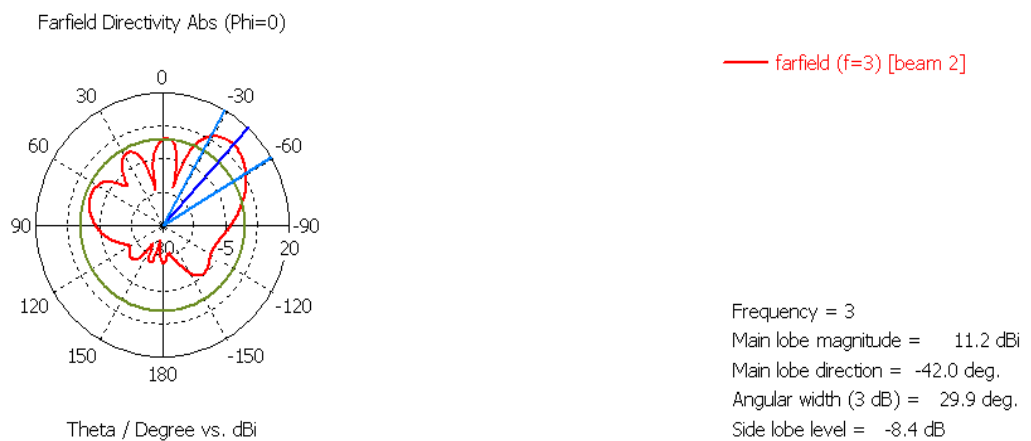 Farfield Directivity Abs (Phi=0)
farfield (f=3) [beam 2]
0
30
-30
60
-60
90
-90
-5
20
120
-120
150
-150
180
Theta / Degree vs. dBi
Frequency = 3
Main lobe magnitude = 11.2 dBi
Main lobe direction = -42.0 deg.
Angular width (3 dB) = 29.9 deg.
Side lobe level = -8.4 dB